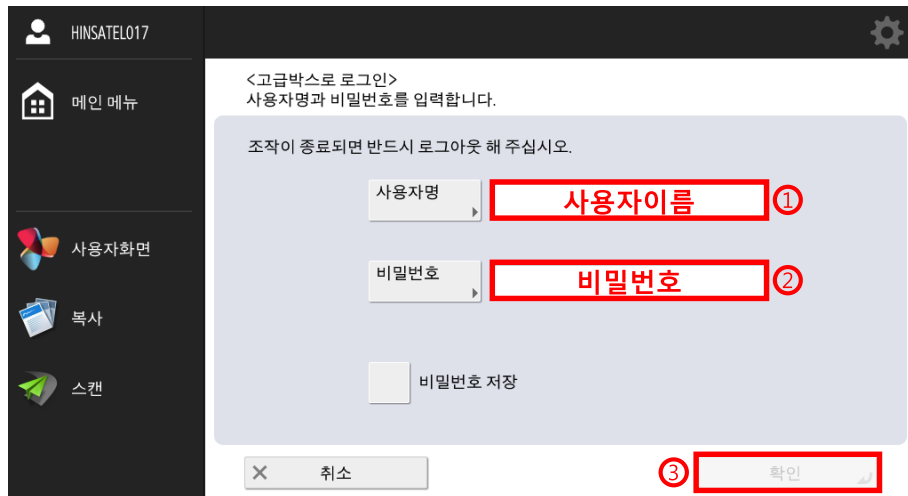 HINSATEL017
메인 메뉴
사용자화면
복사
스캔
<고급박스로 로그인>
사용자명과 비밀번호를 입력합니다.
조작이 종료되면 반드시 로그아웃 해 주십시오.
사용자명
사용자이름 ①
비밀번호
비밀번호 ②
비밀번호 저장
취소
③ 확인